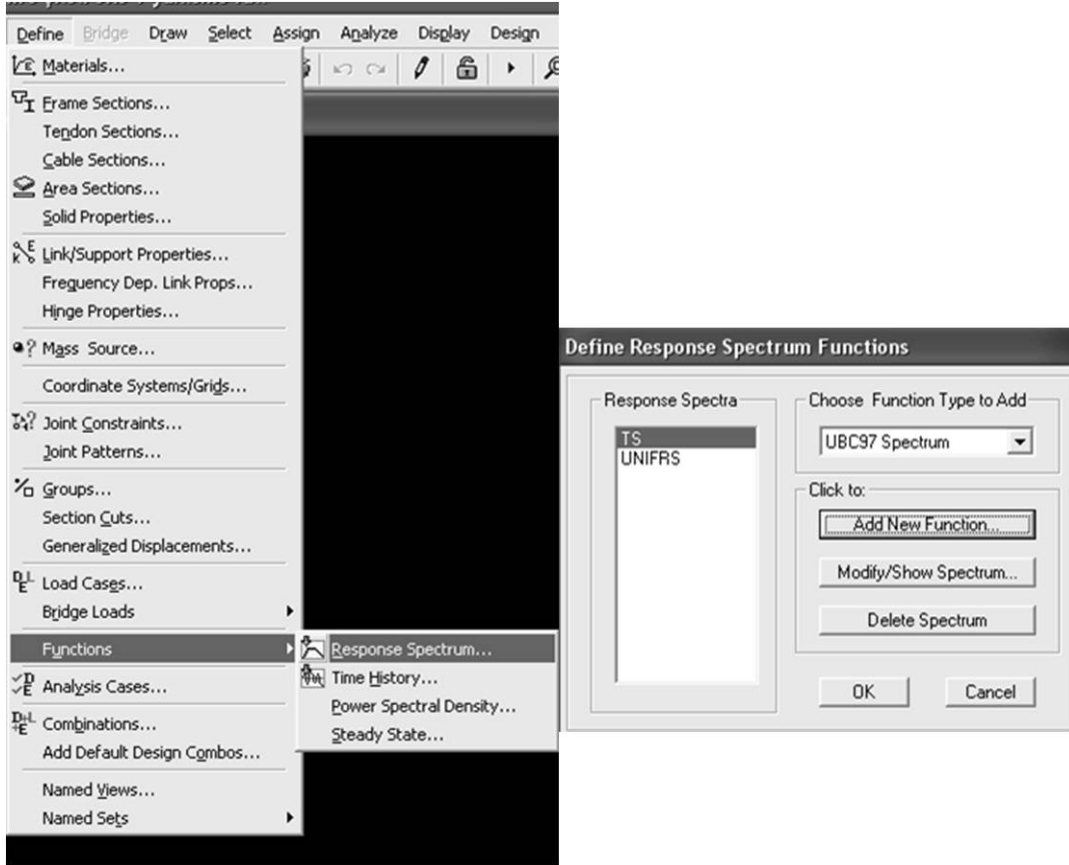 Define Bridge Draw Select Assign Analyze Display Design
Materials...
Frame Sections...
Tendon Sections...
Cable Sections...
Area Sections...
Solid Properties...
Link/Support Properties...
Frequency Dep. Link Props...
Hinge Properties...
Mass Source...
Coordinate Systems/Grids...
Joint Constraints...
Joint Patterns...
Groups...
Section Cuts...
Generalized Displacements...
Load Cases...
Bridge Loads
Functions
Response Spectrum...
Time History...
Power Spectral Density...
Steady State...
Analysis Cases...
Combinations...
Add Default Design Combos...
Named Views...
Named Sets
Define Response Spectrum Functions
Response Spectra
TS
UNIFRS
Choose Function Type to Add
UBC97 Spectrum
Click to:
Add New Function...
Modify/Show Spectrum...
Delete Spectrum
OK Cancel